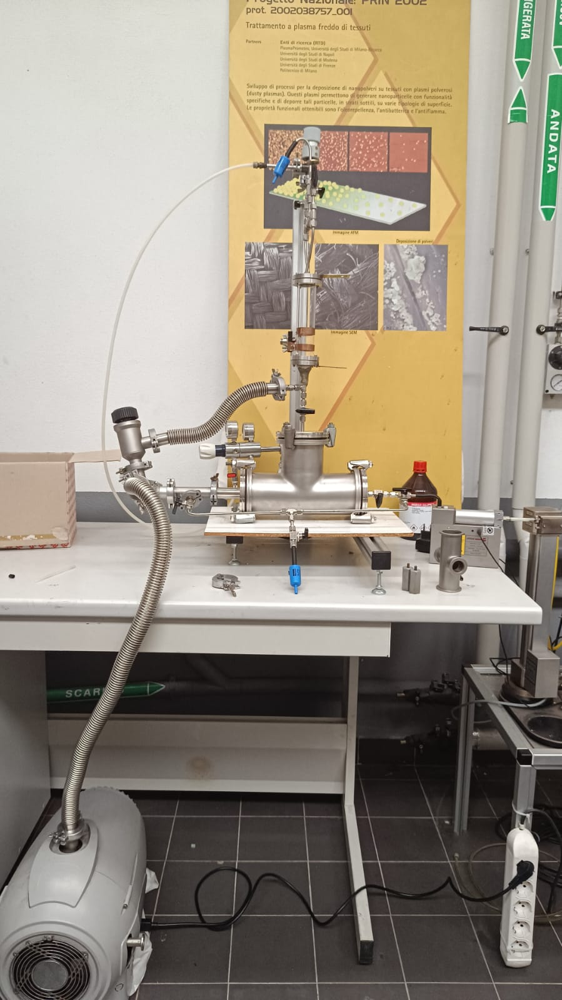 Progetto Nazionale: PRIN 2002
prot. 2002038757_001
Trattamento a plasma freddo di tessuti
Partners
Enti di ricerca (RTD)
PlasmaPrometeo, Università degli Studi di Milano-Bicocca
Università degli Studi di Napoli
Università degli Studi di Modena
Università degli Studi di Firenze
Politecnico di Milano
Sviluppo di processi per la deposizione di nanopolveri su tessuti con plasmi polverosi
(dusty plasmas). Questi plasmi permettono di generare nanoparticelle con funzionalità
specifiche e di deporre tali particelle, in strati sottili, su varie tipologie di superficie.
Le proprietà funzionali ottenibili sono l'oleorepellenza, l'antibatterica e l'antifiamma.
Immagine AFM
Deposizione di polveri
Immagine SEM
IGERATA
ANDATA
SCARI